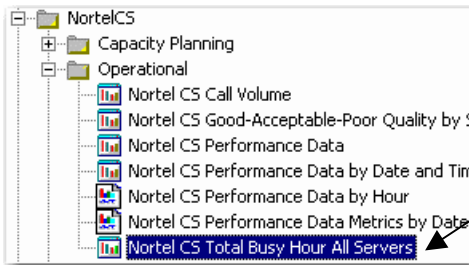 NortelCS
Capacity Planning
Operational
Nortel CS Call Volume
Nortel CS Good-Acceptable-Poor Quality by
Nortel CS Performance Data
Nortel CS Performance Data by Date and
Nortel CS Performance Data by Hour
Nortel CS Performance Data Metrics by Date
Nortel CS Total Busy Hour All Servers